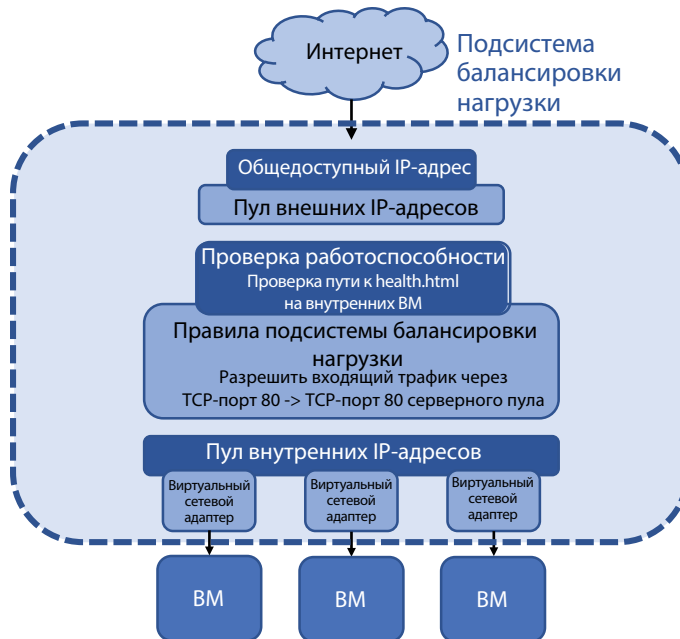 Интернет
Подсистема
балансировки
нагрузки
Общедоступный IP-адрес
Пул внешних IP-адресов
Проверка работоспособности
Проверка пути к health.html
на внутренних ВМ
Правила подсистемы балансировки
нагрузки
Разрешить входящий трафик через
TCP-порт 80 -> TCP-порт 80 серверного пула
Пул внутренних IP-адресов
Виртуальный
сетевой
адаптер
Виртуальный
сетевой
адаптер
Виртуальный
сетевой
адаптер
ВМ
ВМ
ВМ